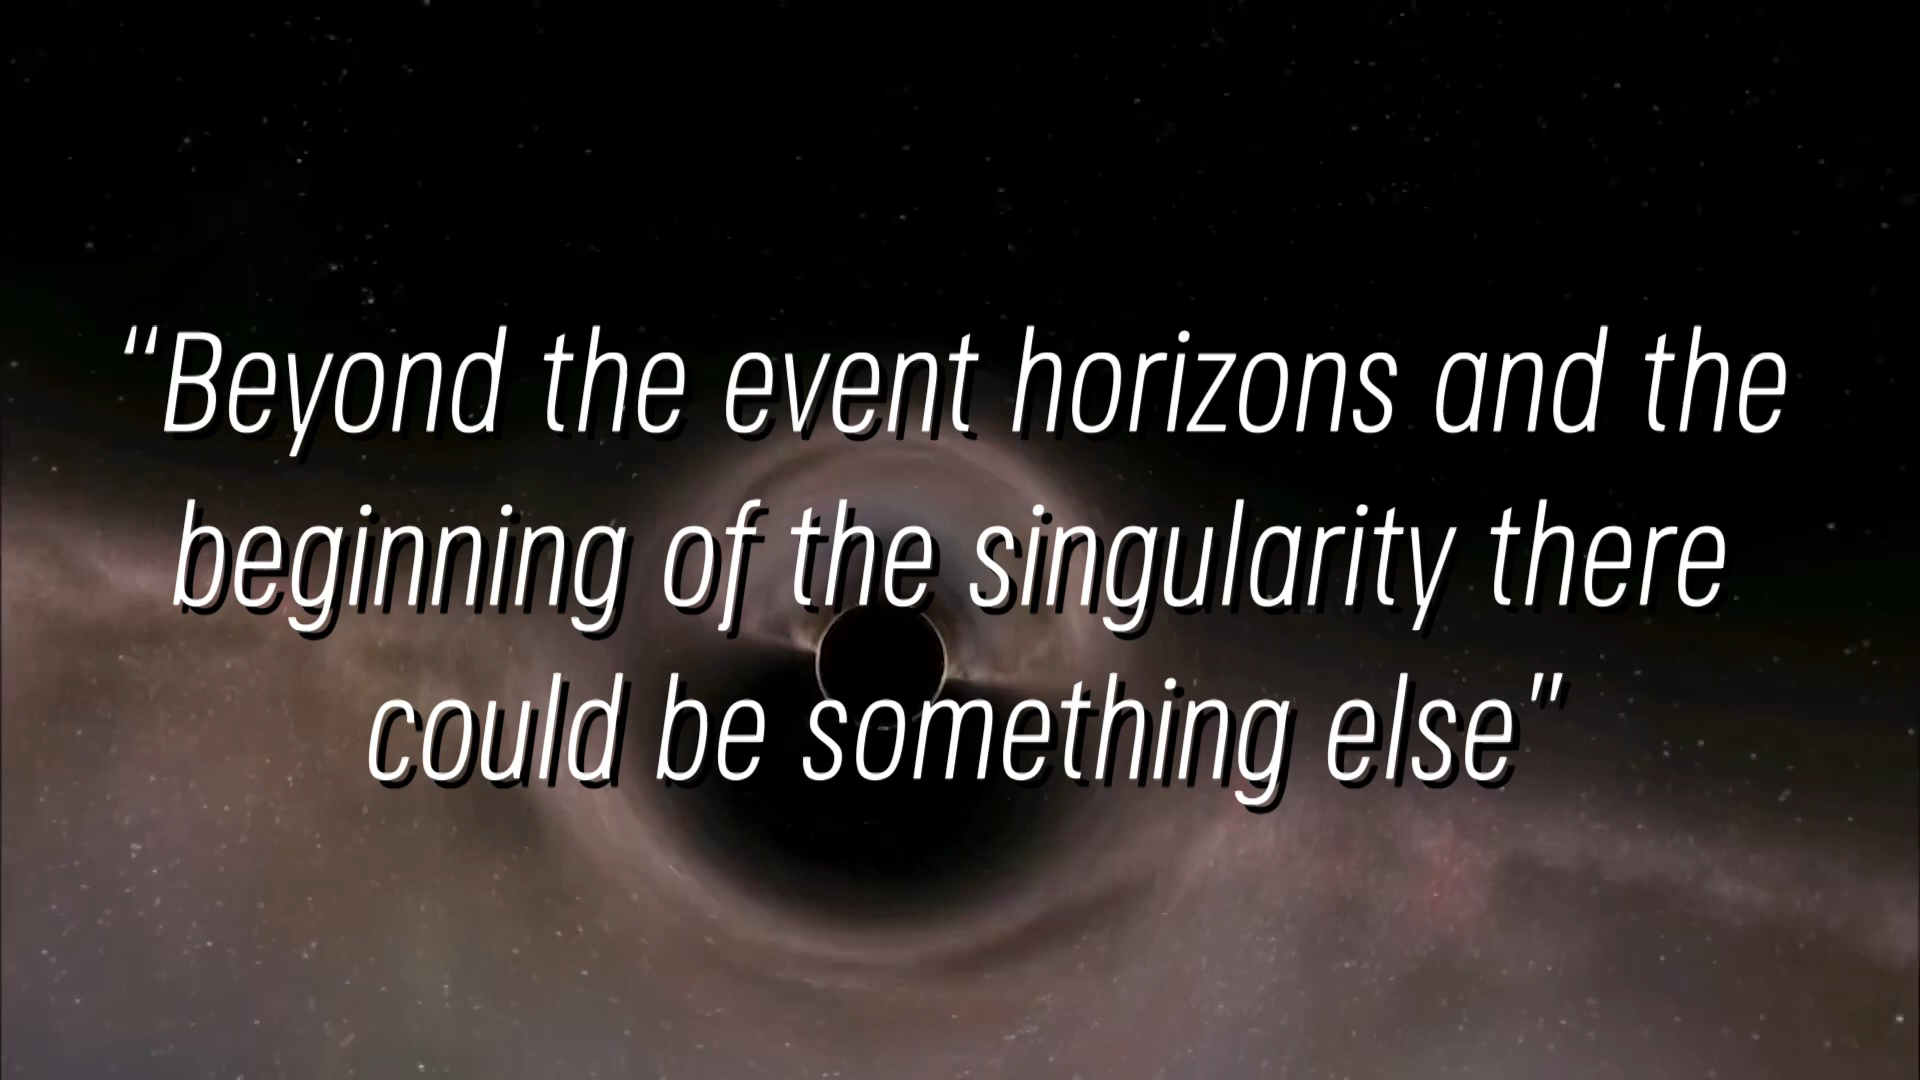 “Beyond the event horizons and the
beginning of the singularity there
could be something else”